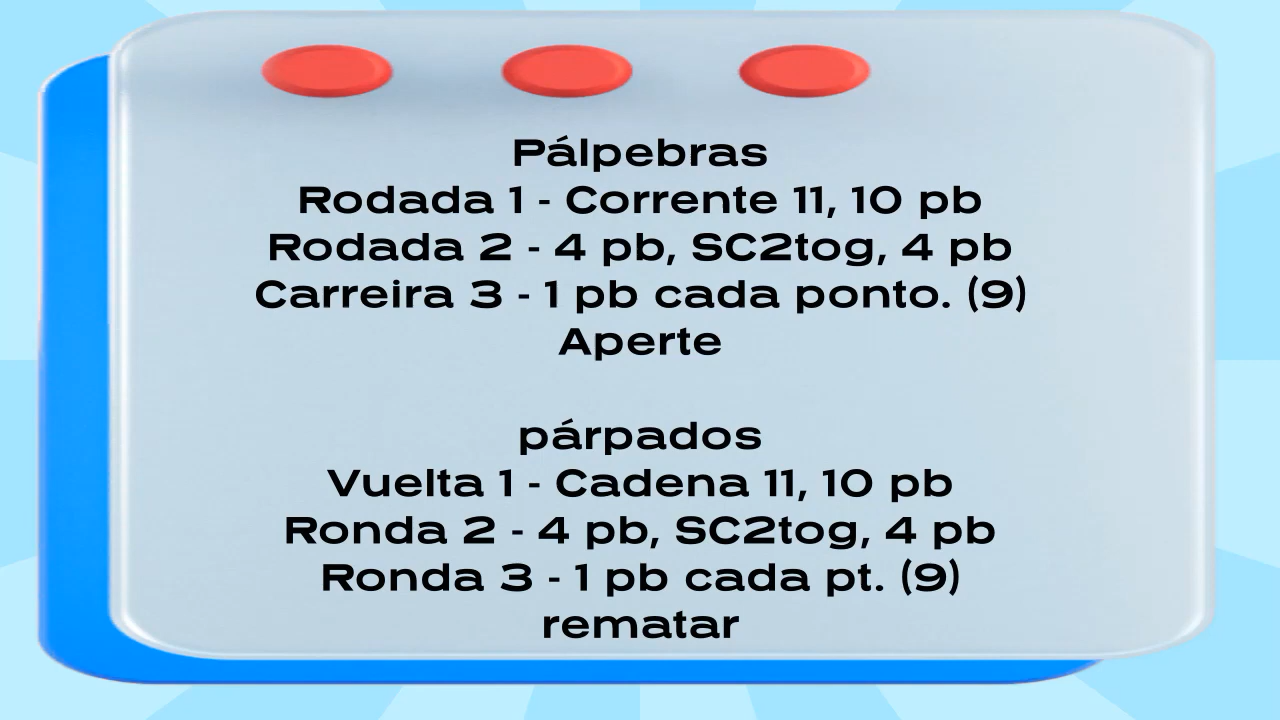 Pálpebras
Rodada 1 - Corrente 11, 10 pb
Rodada 2 - 4 pb, SC2tog, 4 pb
Carreira 3 - 1 pb cada ponto. (9)
Aperte
párpados
Vuelta 1 - Cadena 11, 10 pb
Ronda 2 - 4 pb, SC2tog, 4 pb
Ronda 3 - 1 pb cada pt. (9)
rematar